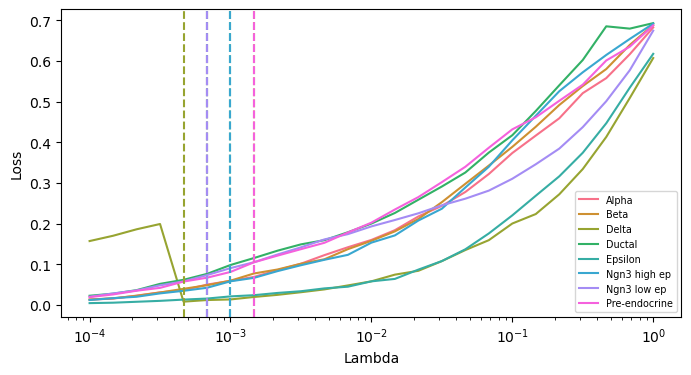 0.7
0.6
0.5
0.4
0.3
0.2
0.1
0.0
Loss
10⁻⁴
10⁻³
10⁻²
10⁻¹
10⁰
Lambda
Alpha
Beta
Delta
Ductal
Epsilon
Ngn3 high ep
Ngn3 low ep
Pre-endocrine